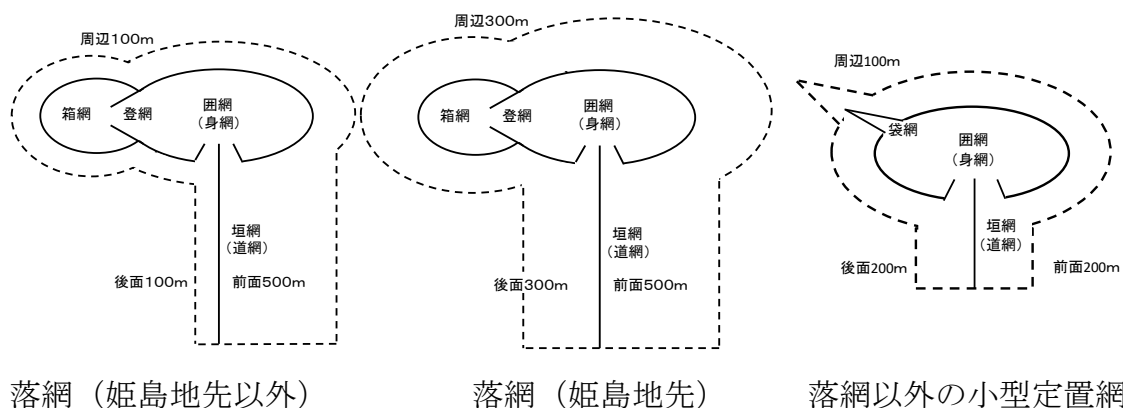 周辺100m
箱網
登網
囲網
(身網)
垣網
(道網)
後面100m
前面500m
落網（姫島地先以外）
周辺300m
箱網
登網
囲網
(身網)
垣網
(道網)
後面300m
前面500m
落網（姫島地先）
周辺100m
袋網
囲網
(身網)
垣網
(道網)
後面200m
前面200m
落網以外の小型定置網